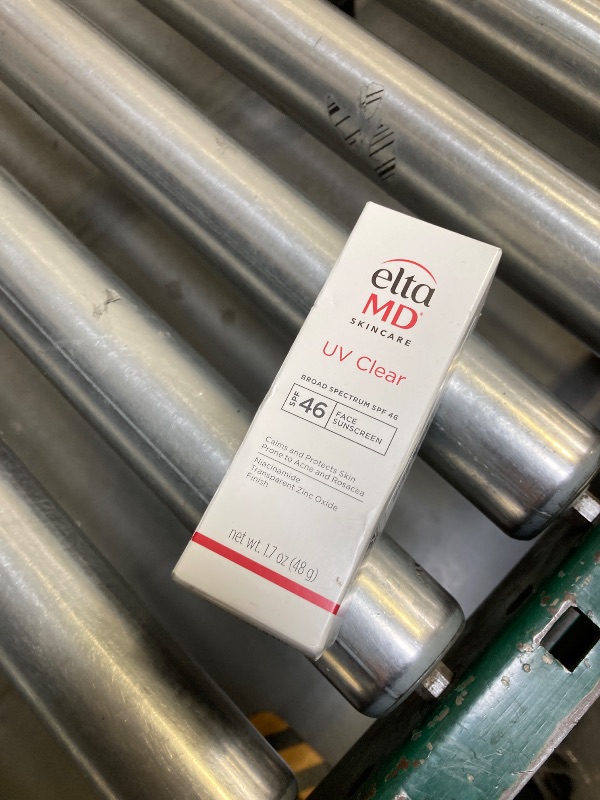 elta
MD®
SKINCARE
UV Clear
BROAD SPECTRUM SPF 46
SPF 46 FACE
SUNSCREEN
Calms and Protects Skin
Prone to Acne and Rosacea
Niacinamide
Transparent Zinc Oxide
Finish
net wt. 1.7 oz (48 g)